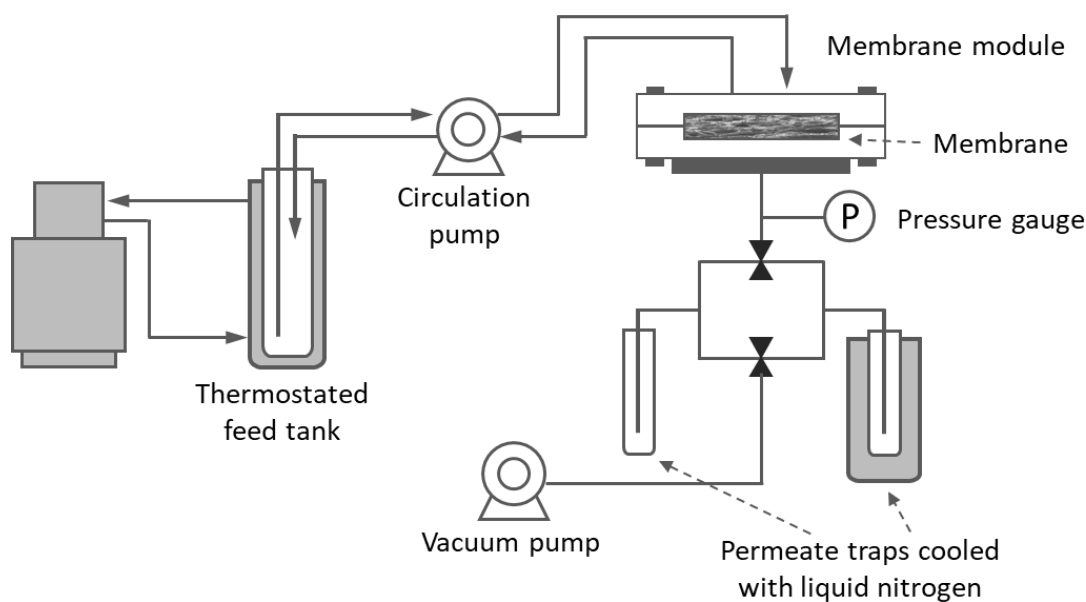 Membrane module
Membrane
Circulation
pump
P
Pressure gauge
Thermostated
feed tank
Vacuum pump
Permeate traps cooled
with liquid nitrogen